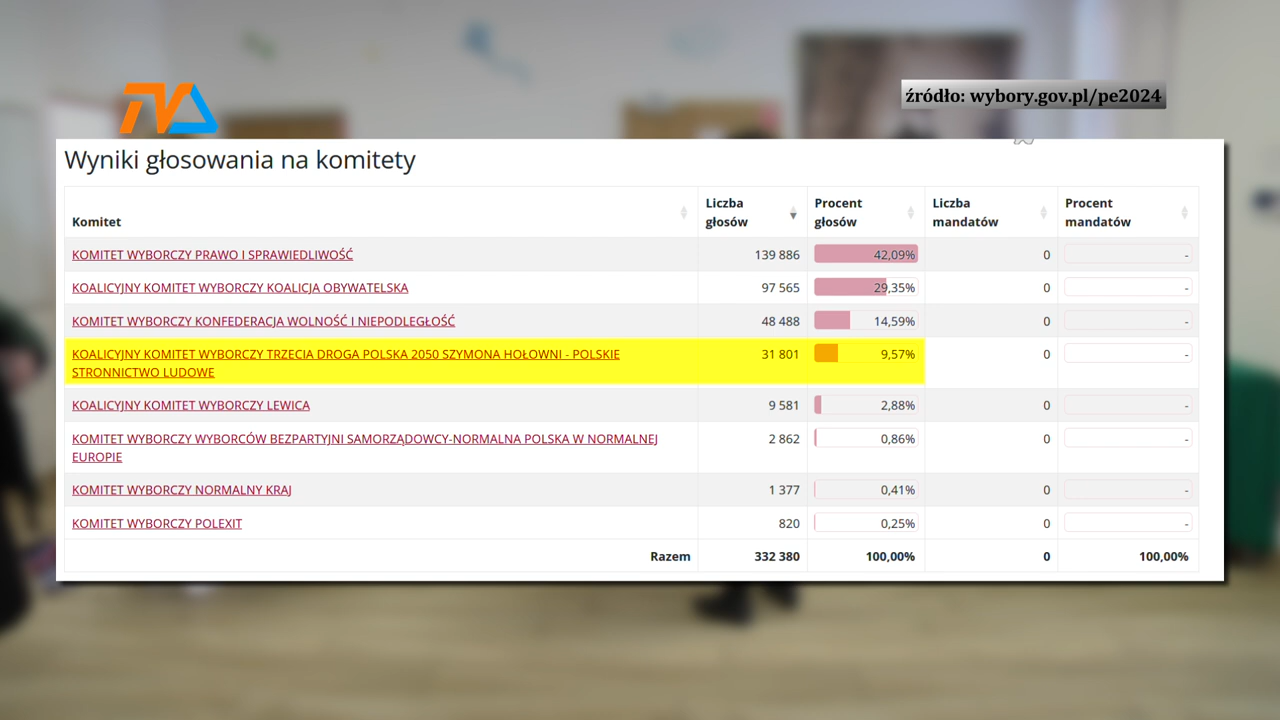 TVA
źródło: wybory.gov.pl/pe2024
Wyniki głosowania na komitety
Komitet Liczba głosów Procent głosów Liczba mandatów Procent mandatów
KOMITET WYBORCZY PRAWO I SPRAWIEDLIWOŚĆ 139 886 42,09% 0 -
KOALICYJNY KOMITET WYBORCZY KOALICJA OBYWATELSKA 97 565 29,35% 0 -
KOMITET WYBORCZY KONFEDERACJA WOLNOŚĆ I NIEPODLEGŁOŚĆ 48 488 14,59% 0 -
KOALICYJNY KOMITET WYBORCZY TRZECIA DROGA POLSKA 2050 SZYMONA HOŁOWNI - POLSKIE 31 801 9,57% 0 -
STRONNICTWO LUDOWE
KOALICYJNY KOMITET WYBORCZY LEWICA 9 581 2,88% 0 -
KOMITET WYBORCZY WYBORCÓW BEZPARTYJNI SAMORZĄDOWCY-NORMALNA POLSKA W NORMALNEJ 2 862 0,86% 0 -
EUROPIE
KOMITET WYBORCZY NORMALNY KRAJ 1 377 0,41% 0 -
KOMITET WYBORCZY POLEXIT 820 0,25% 0 -
Razem 332 380 100,00% 0 100,00%